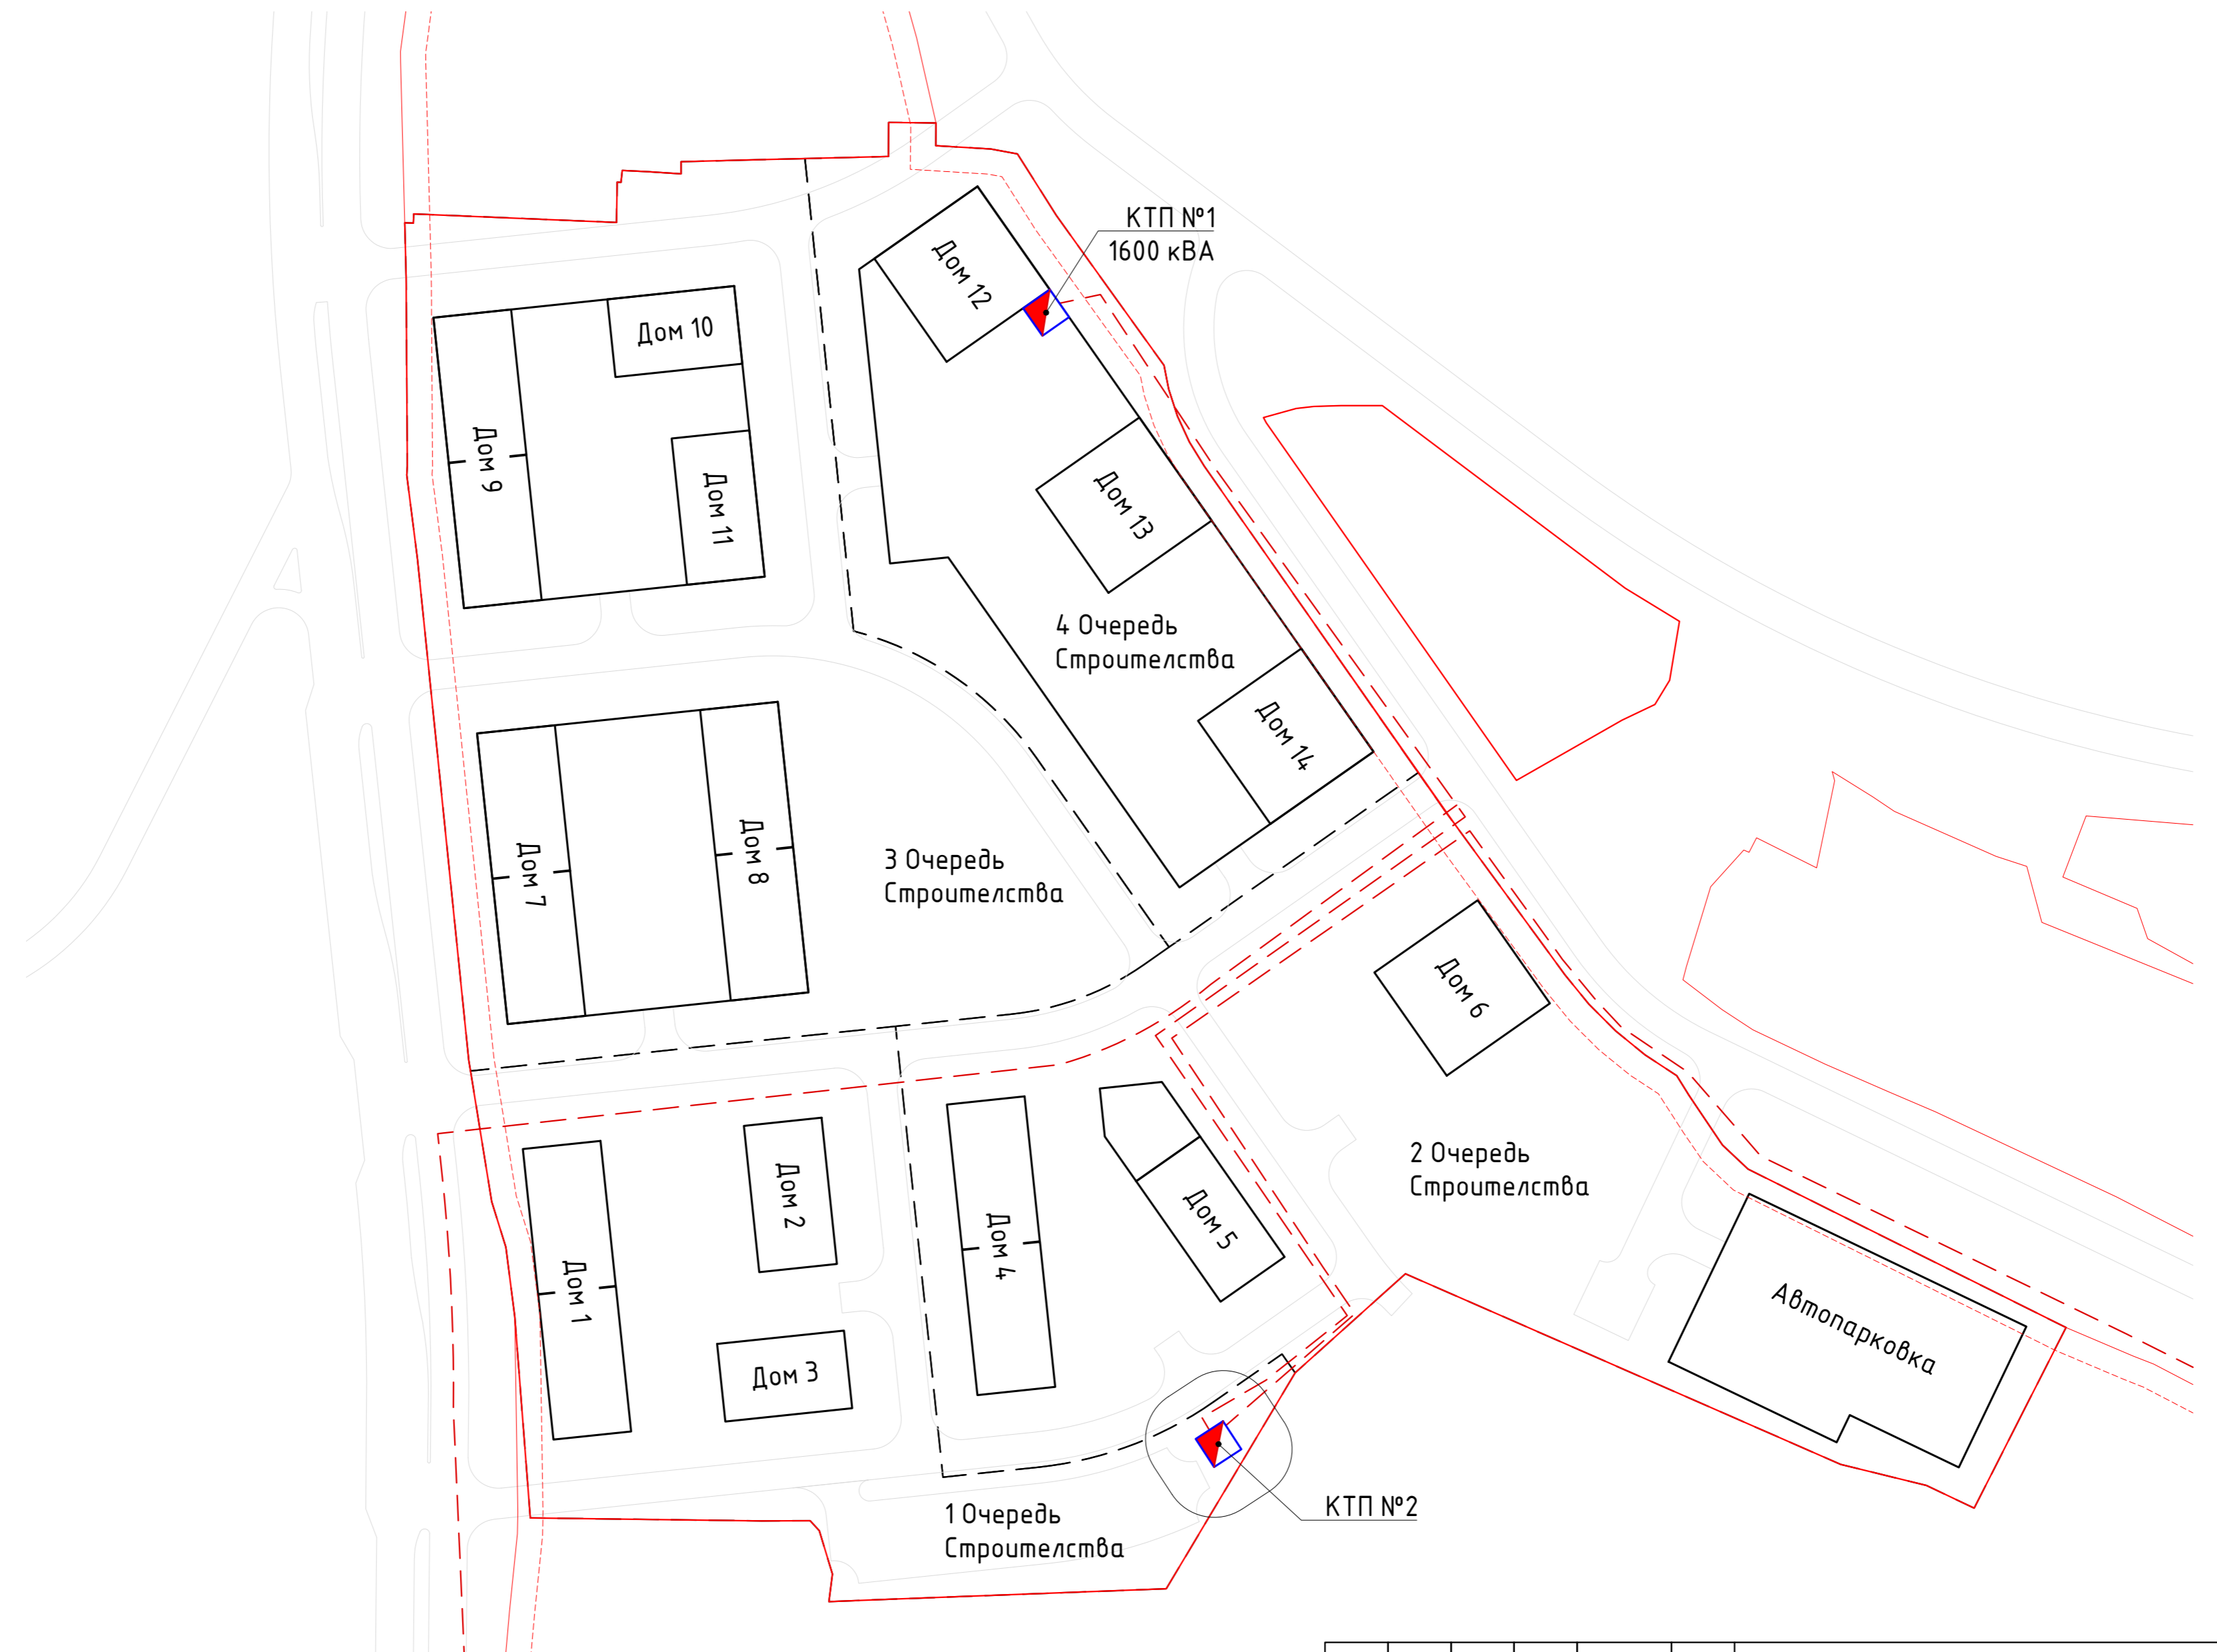 КТП №1
1600 кВА
Дом 12
Дом 10
Дом 9
Дом 11
Дом 13
4 Очередь
Строителства
Дом 14
Дом 7
Дом 8
3 Очередь
Строителства
Дом 6
2 Очередь
Строителства
Дом 2
Дом 5
Дом 4
Дом 1
Дом 3
Автопарковка
КТП №2
1 Очередь
Строителства